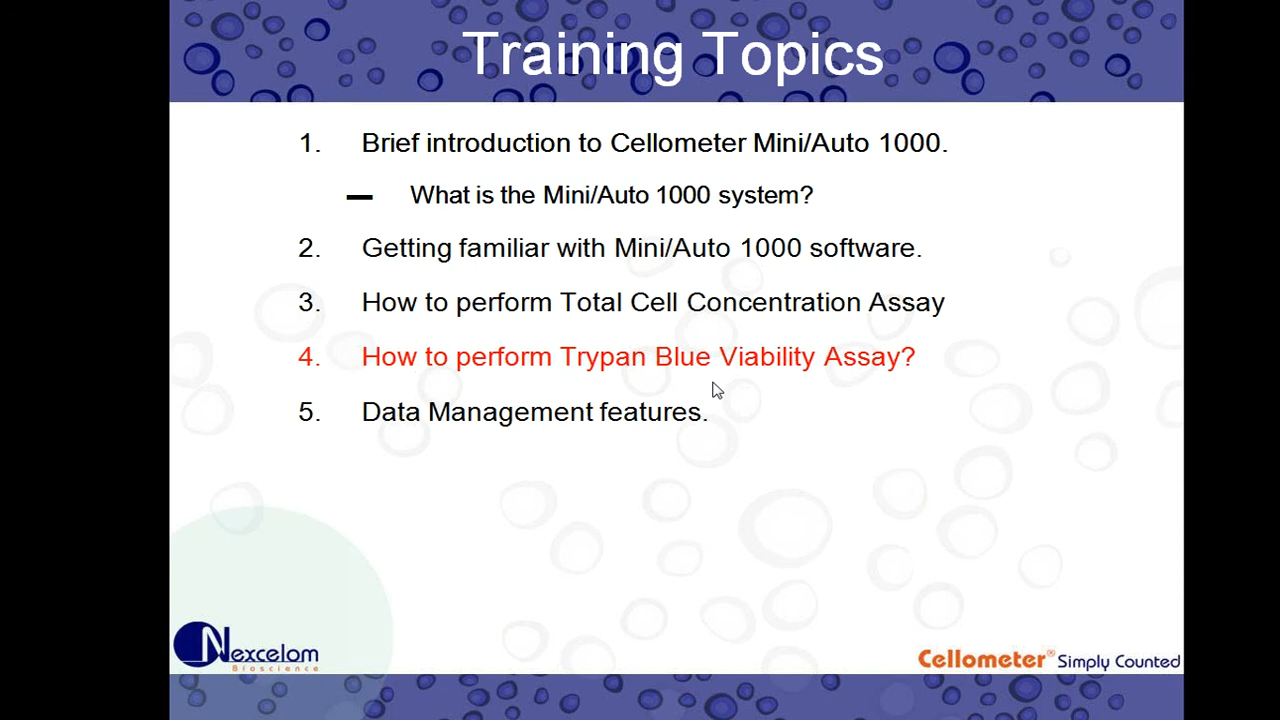 Training Topics
1. Brief introduction to Cellometer Mini/Auto 1000.
— What is the Mini/Auto 1000 system?
2. Getting familiar with Mini/Auto 1000 software.
3. How to perform Total Cell Concentration Assay
4. How to perform Trypan Blue Viability Assay?
5. Data Management features.
Nexcelom
Bioscience
Cellometer® Simply Counted